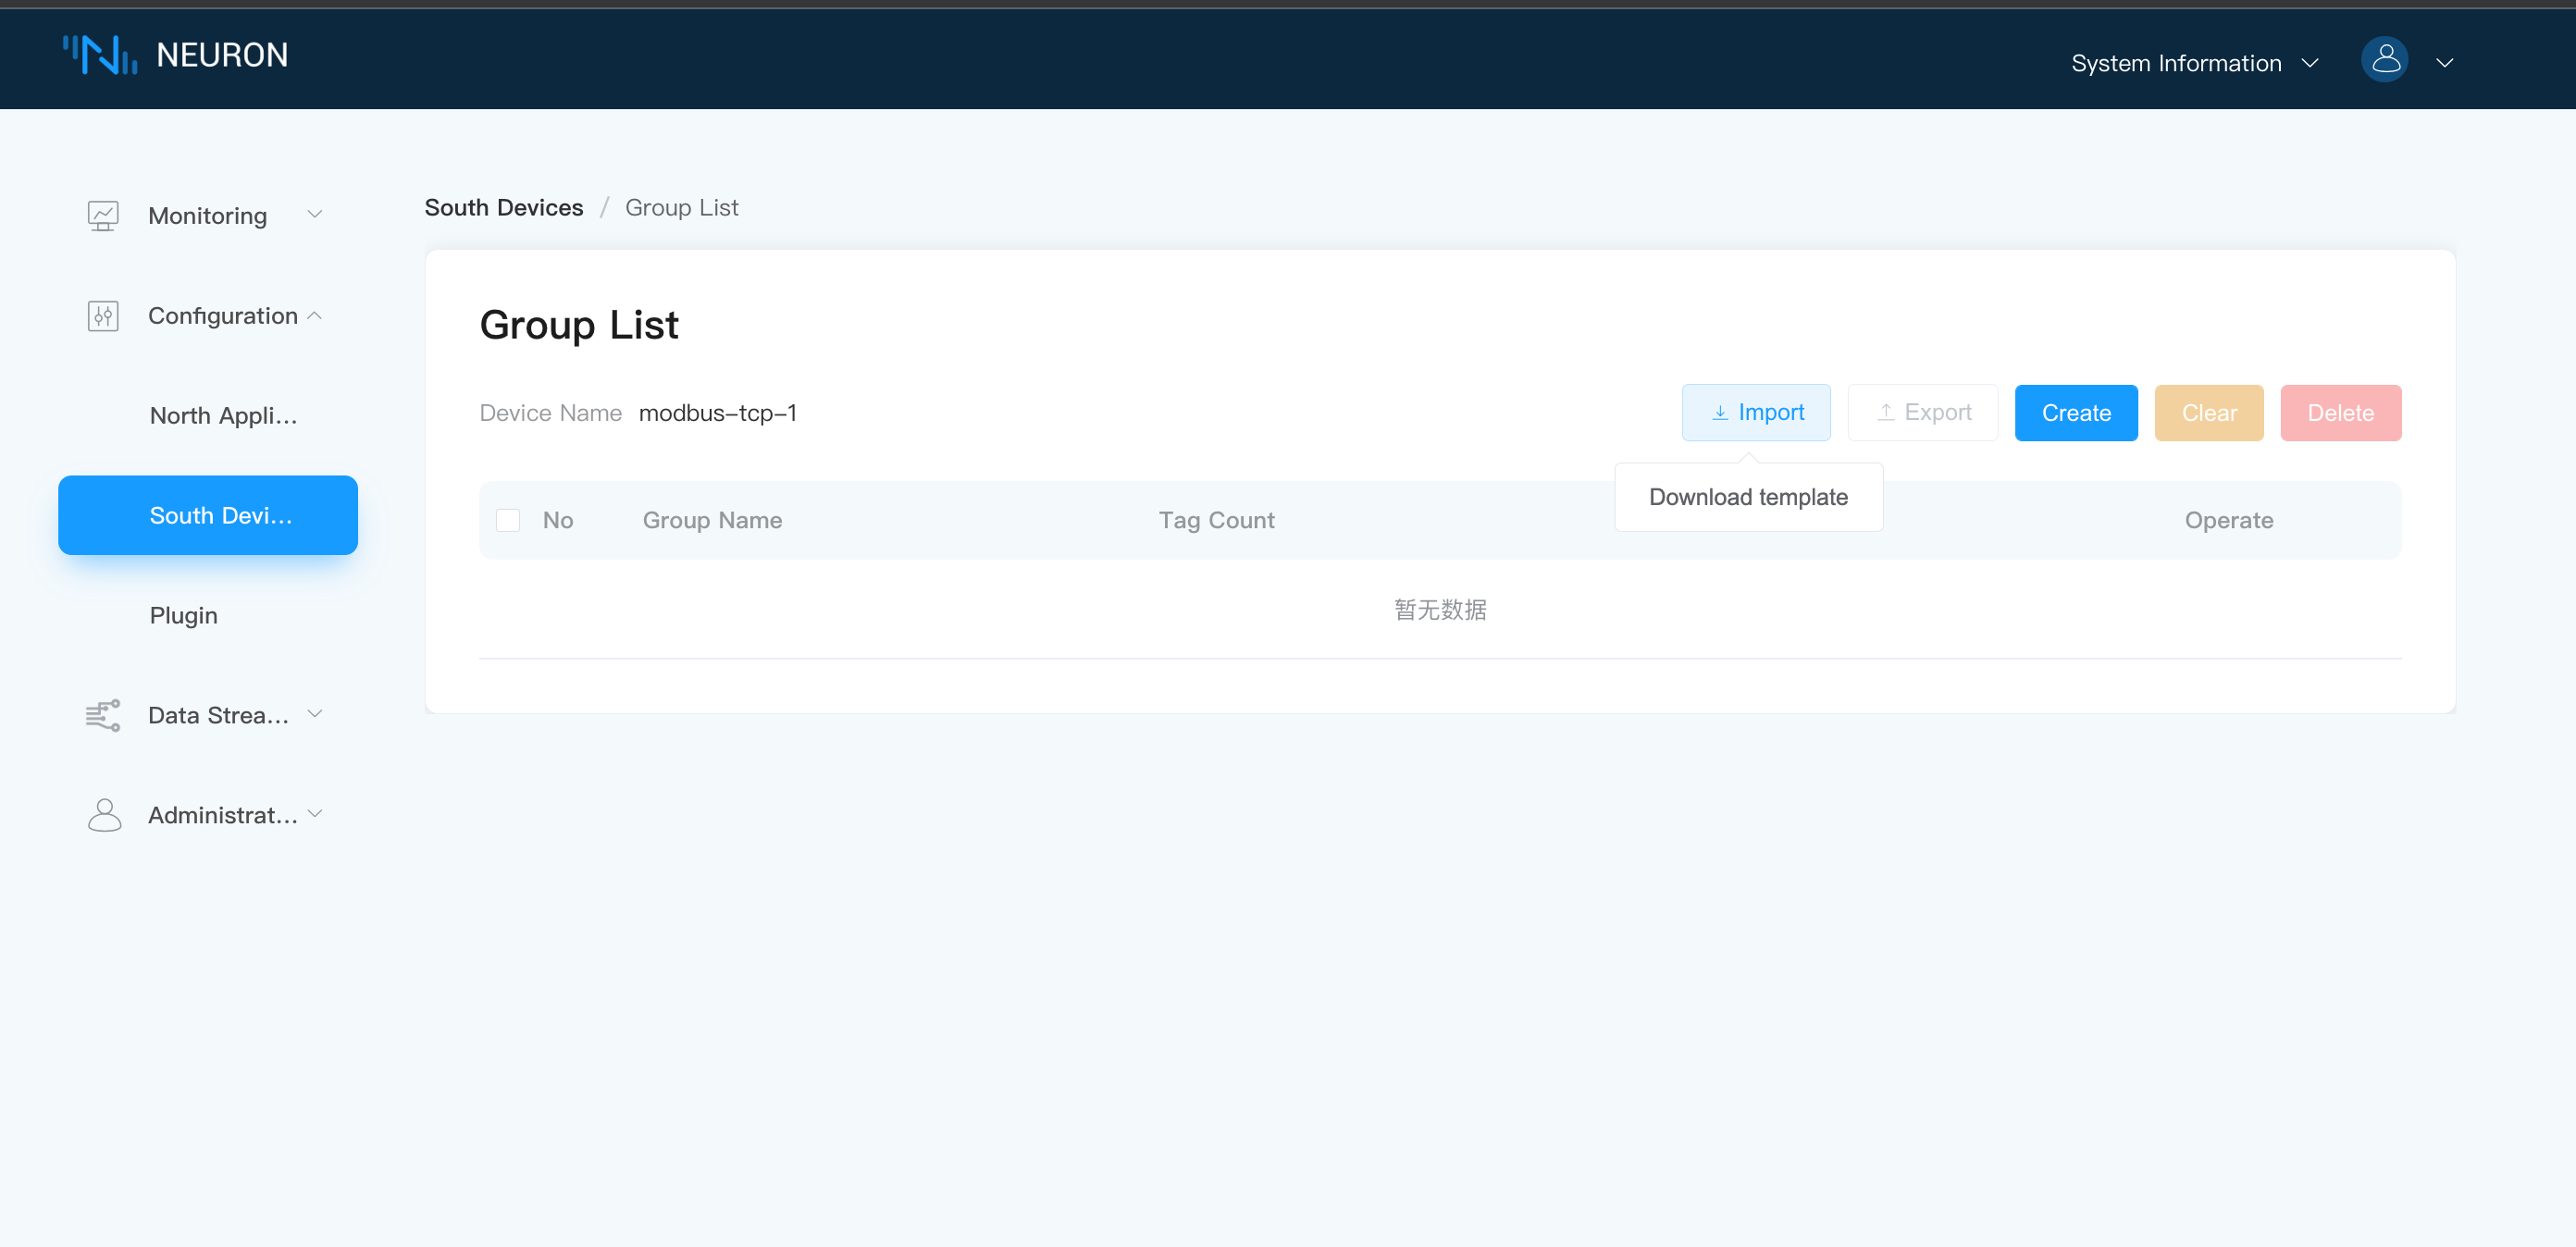 NEURON
System Information
Monitoring
Configuration
North Appli...
South Devi...
Plugin
Data Strea...
Administrat...
South Devices / Group List
Group List
Device Name modbus-tcp-1
Import
Export
Create
Clear
Delete
Download template
No Group Name Tag Count Operate
暂无数据